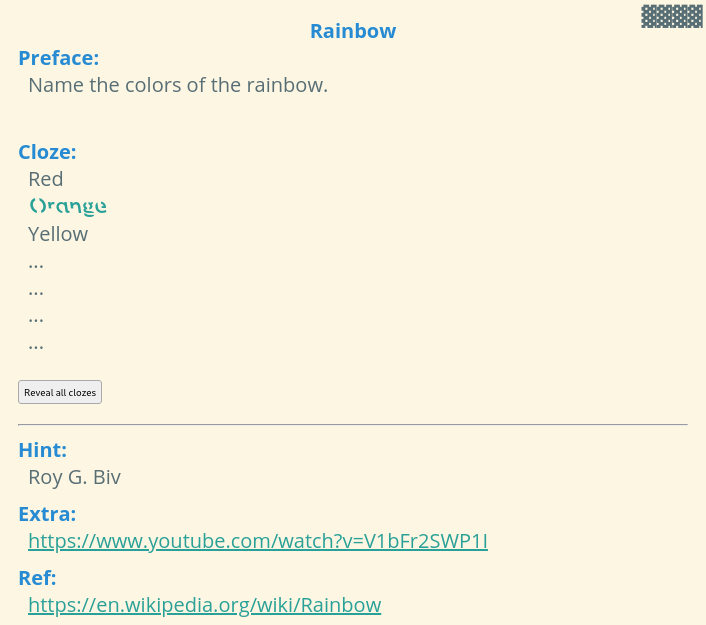 Rainbow
Preface:
Name the colors of the rainbow.
Cloze:
Red
Orange
Yellow
...
...
...
...
Reveal all clozes
Hint:
Roy G. Biv
Extra:
https://www.youtube.com/watch?v=V1bFr2SWP1I
Ref:
https://en.wikipedia.org/wiki/Rainbow